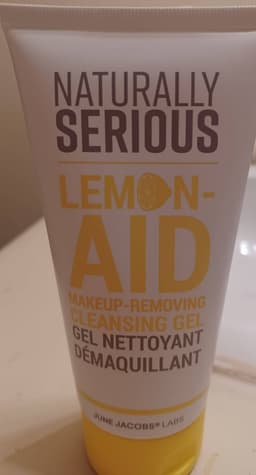 NATURALLY
SERIOUS
LEMON-
AID
MAKEUP-REMOVING
CLEANSING GEL
GEL NETTOYANT
DÉMAQUILLANT
JUNE JACOBS® LABS